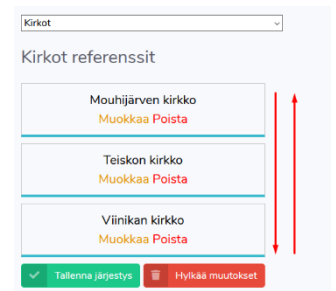 Kirkot
Kirkot referenssit
Mouhijärven kirkko
Muokkaa Poista
Teiskon kirkko
Muokkaa Poista
Viinikan kirkko
Muokkaa Poista
Tallenna järjestys Hylkää muutokset